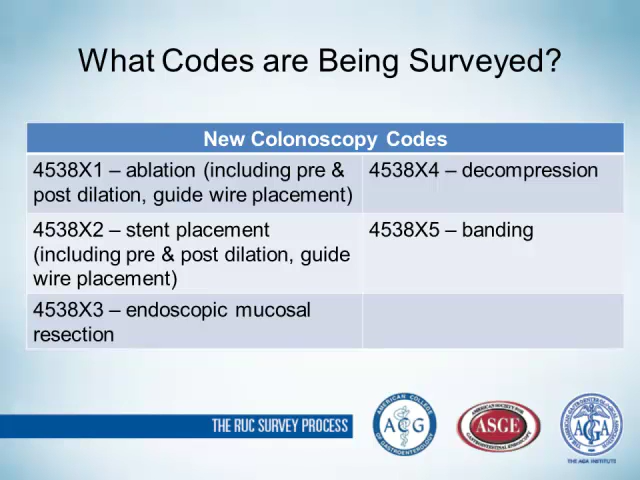 What Codes are Being Surveyed?
New Colonoscopy Codes
4538X1 – ablation (including pre &
post dilation, guide wire placement)
4538X4 – decompression
4538X2 – stent placement
(including pre & post dilation, guide
wire placement)
4538X5 – banding
4538X3 – endoscopic mucosal
resection
THE RUC SURVEY PROCESS
AMERICAN COLLEGE
OF GASTROENTEROLOGY
ACG
AMERICAN SOCIETY FOR
ASGE
GASTROINTESTINAL ENDOSCOPY
AGA
THE AGA INSTITUTE